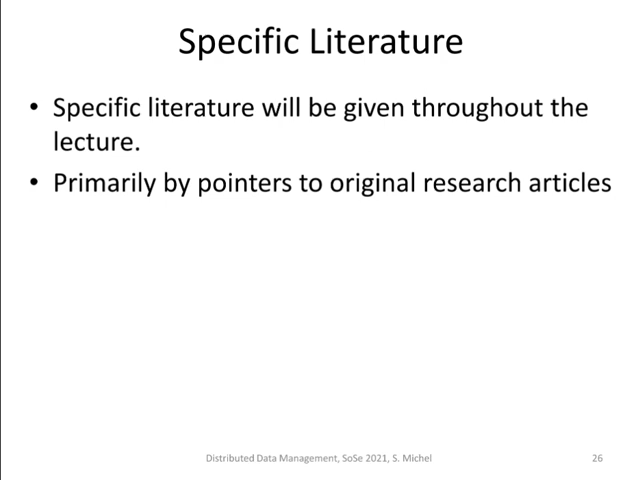 Specific Literature
• Specific literature will be given throughout the
lecture.
• Primarily by pointers to original research articles
Distributed Data Management, SoSe 2021, S. Michel
26